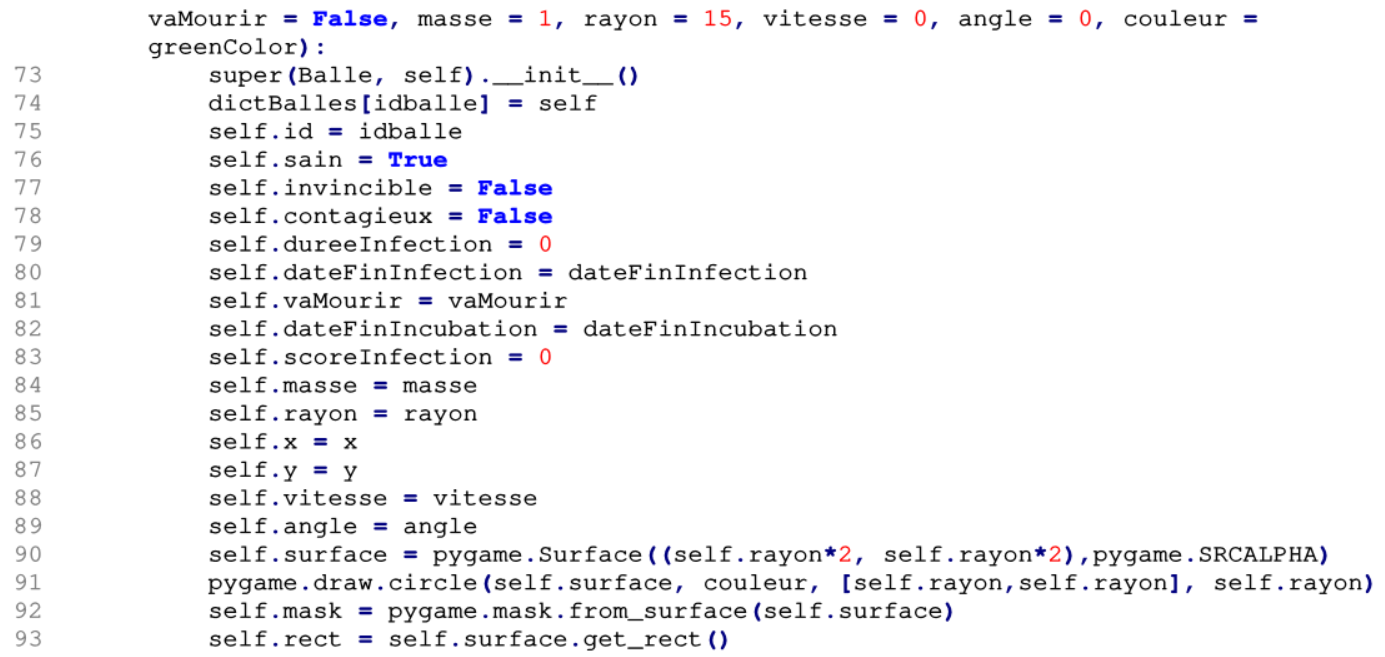 vaMourir = False, masse = 1, rayon = 15, vitesse = 0, angle = 0, couleur =
greenColor):
73 super(Balle, self).__init__()
74 dictBalles[idballe] = self
75 self.id = idballe
76 self.sain = True
77 self.invincible = False
78 self.contagieux = False
79 self.dureeInfection = 0
80 self.dateFinInfection = dateFinInfection
81 self.vaMourir = vaMourir
82 self.dateFinIncubation = dateFinIncubation
83 self.scoreInfection = 0
84 self.masse = masse
85 self.rayon = rayon
86 self.x = x
87 self.y = y
88 self.vitesse = vitesse
89 self.angle = angle
90 self.surface = pygame.Surface((self.rayon*2, self.rayon*2),pygame.SRCALPHA)
91 pygame.draw.circle(self.surface, couleur, [self.rayon,self.rayon], self.rayon)
92 self.mask = pygame.mask.from_surface(self.surface)
93 self.rect = self.surface.get_rect()